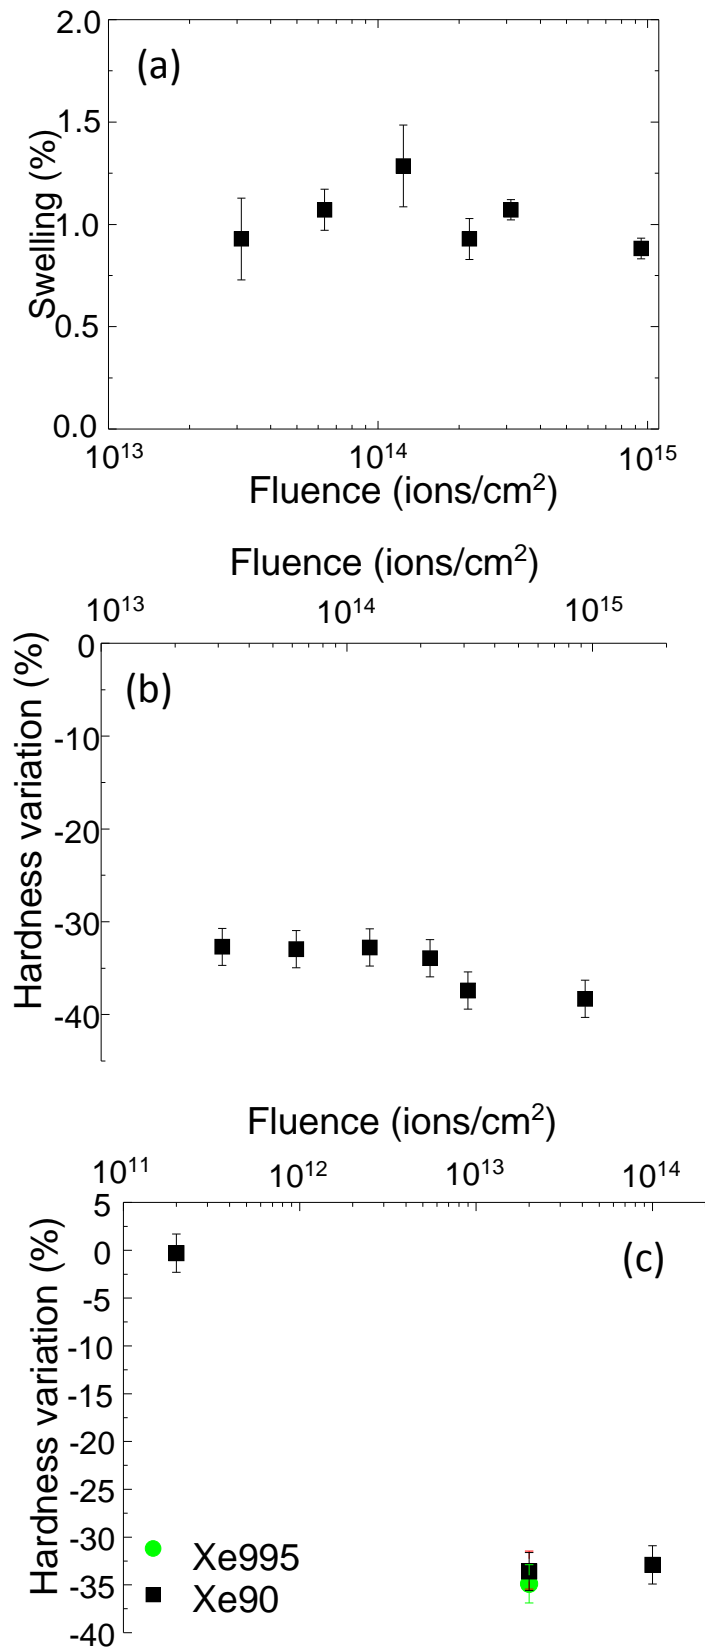 2.0
(a)
1.5
1.0
0.5
0.0
Swelling (%)
10¹³ 10¹⁴ 10¹⁵
Fluence (ions/cm²)
Fluence (ions/cm²)
10¹³ 10¹⁴ 10¹⁵
0
(b)
-10
-20
-30
-40
Hardness variation (%)
Fluence (ions/cm²)
10¹¹ 10¹² 10¹³ 10¹⁴
5
0
(c)
-5
-10
-15
-20
-25
-30
-35
-40
Hardness variation (%)
Xe995
Xe90